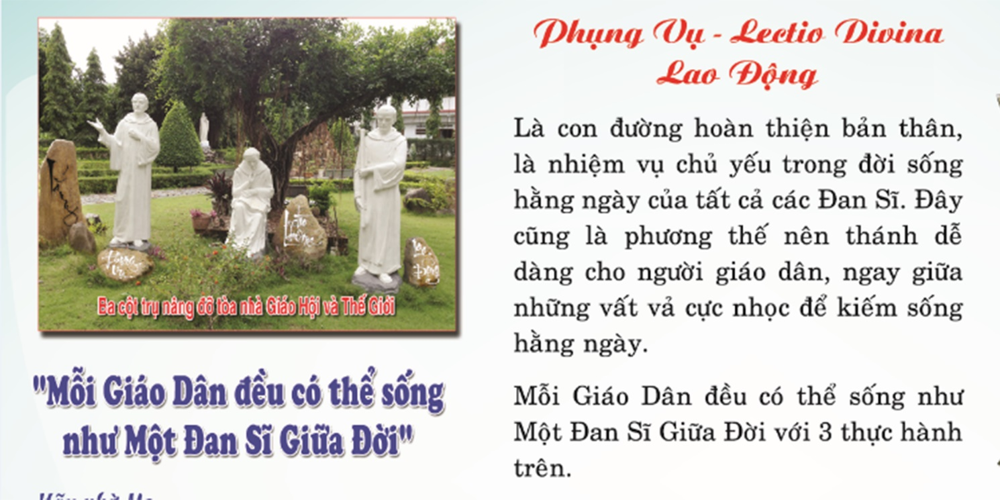 Phụng
Vụ
Lao
Động
Ba cột trụ nâng đỡ tòa nhà Giáo Hội và Thế Giới
"Mỗi Giáo Dân đều có thể sống
như Một Đan Sĩ Giữa Đời"
Phụng Vụ - Lectio Divina
Lao Động
Là con đường hoàn thiện bản thân,
là nhiệm vụ chủ yếu trong đời sống
hằng ngày của tất cả các Đan Sĩ. Đây
cũng là phương thế nên thánh dễ
dàng cho người giáo dân, ngay giữa
những vất vả cực nhọc để kiếm sống
hằng ngày.
Mỗi Giáo Dân đều có thể sống như
Một Đan Sĩ Giữa Đời với 3 thực hành
trên.